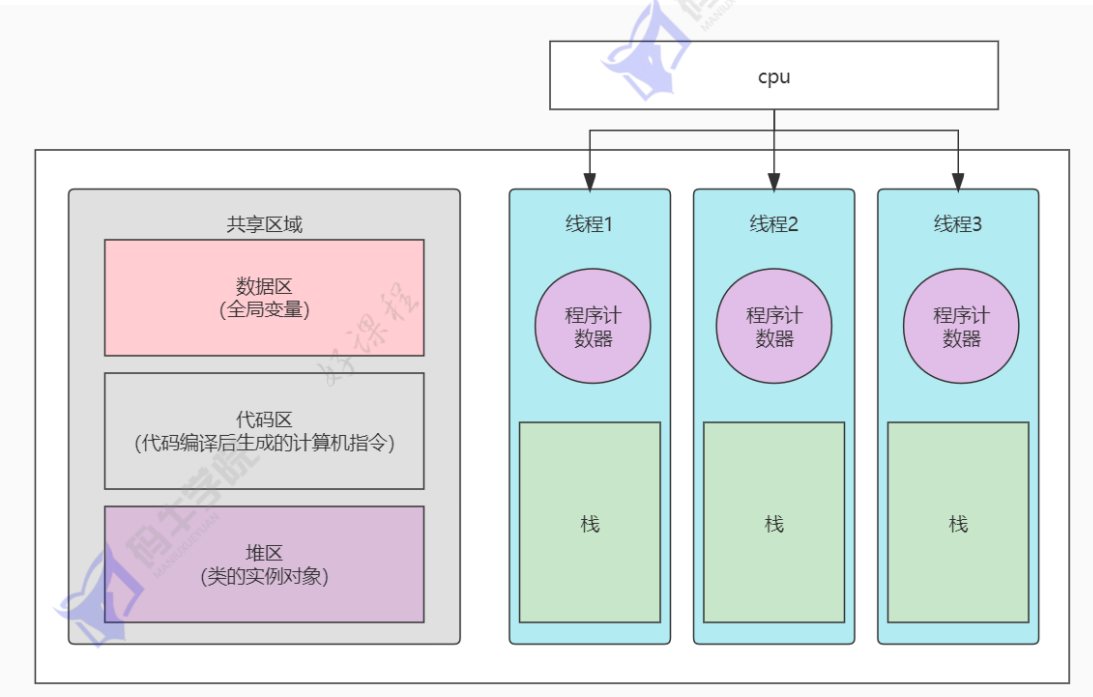 cpu
共享区域
数据区
(全局变量)
代码区
(代码编译后生成的计算机指令)
堆区
(类的实例对象)
线程1
程序计
数器
栈
线程2
程序计
数器
栈
线程3
程序计
数器
栈
好课程
码牛学院
MANIUXUEYUAN